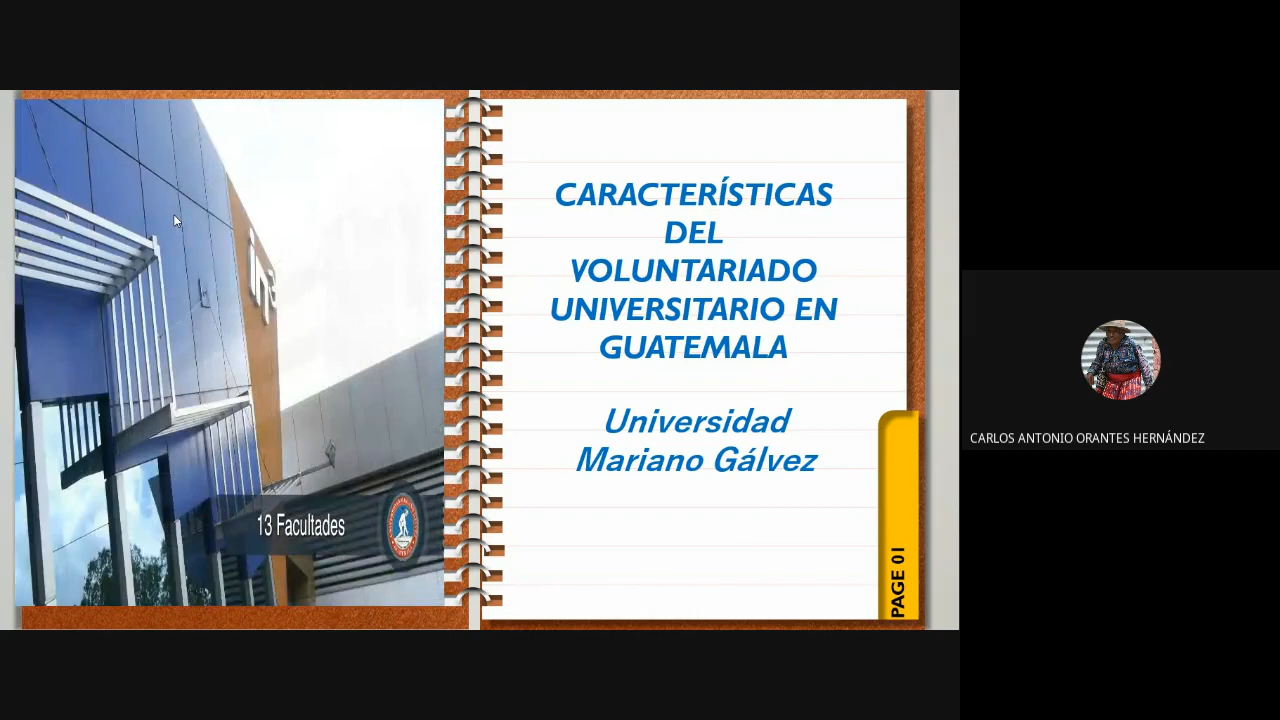 13 Facultades
CARACTERÍSTICAS
DEL
VOLUNTARIADO
UNIVERSITARIO EN
GUATEMALA
Universidad
Mariano Gálvez
PAGE 01
CARLOS ANTONIO ORANTES HERNÁNDEZ